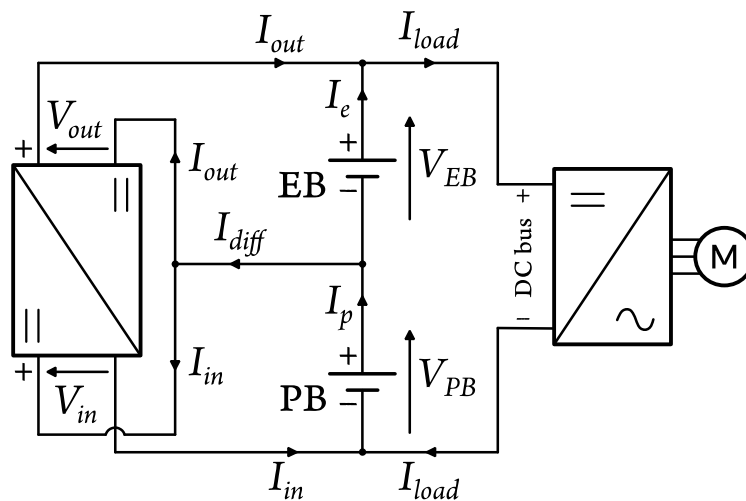 I_out
I_load
V_out
I_e
+
+
I_out
EB
V_EB
−
+
DC bus
−
M
I_diff
I_p
+
I_in
V_PB
PB
−
+
V_in
I_in
I_load